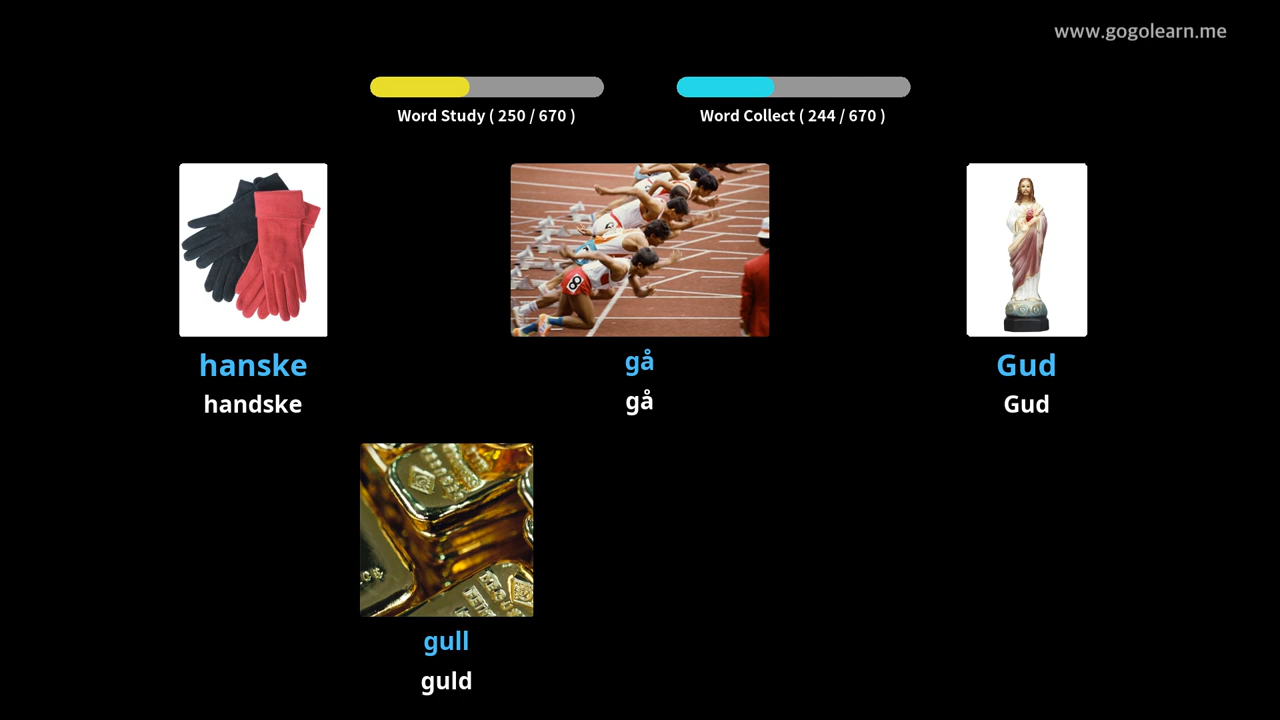 www.gogolearn.me
Word Study ( 250 / 670 )
Word Collect ( 244 / 670 )
hanske
handske
gå
gå
Gud
Gud
gull
guld